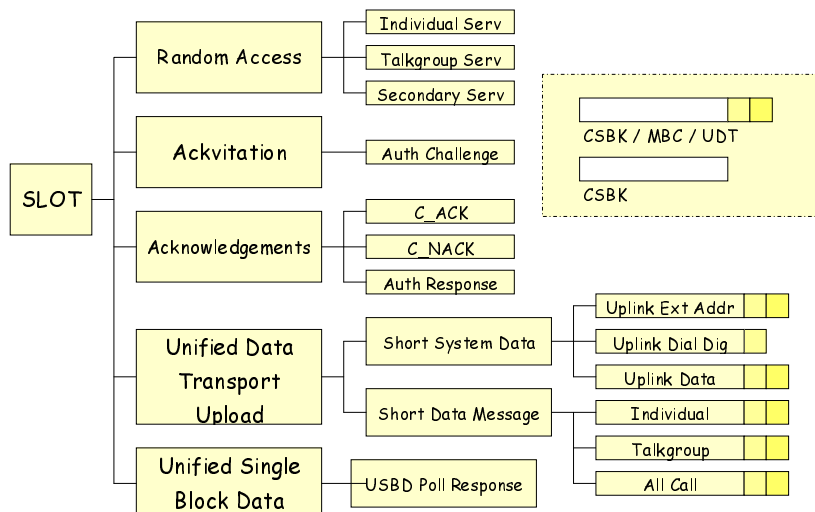 SLOT
Random Access
Individual Serv
Talkgroup Serv
Secondary Serv
Ackvitation
Auth Challenge
Acknowledgements
C_ACK
C_NACK
Auth Response
Unified Data
Transport
Upload
Short System Data
Uplink Ext Addr
Uplink Dial Dig
Uplink Data
Short Data Message
Individual
Talkgroup
All Call
Unified Single
Block Data
USBD Poll Response
CSBK / MBC / UDT
CSBK